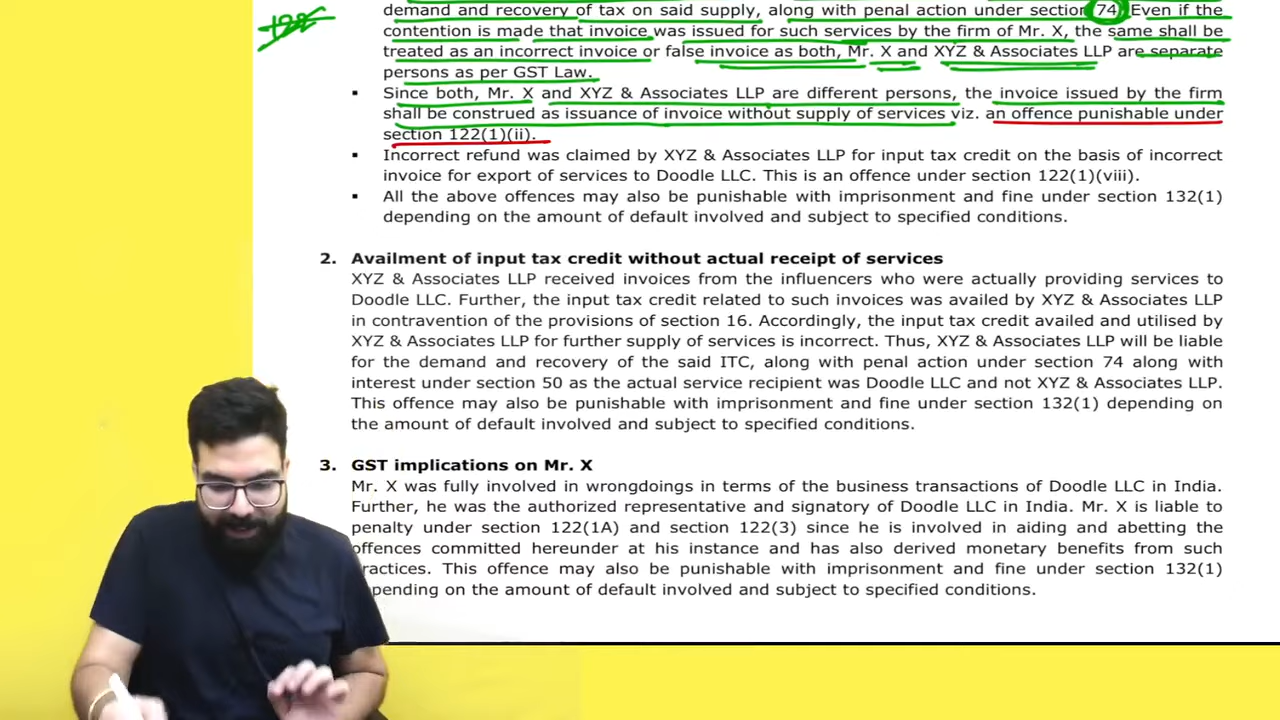 demand and recovery of tax on said supply, along with penal action under section 74. Even if the
122
contention is made that invoice was issued for such services by the firm of Mr. X, the same shall be
treated as an incorrect invoice or false invoice as both, Mr. X and XYZ & Associates LLP are separate
persons as per GST Law.
▪ Since both, Mr. X and XYZ & Associates LLP are different persons, the invoice issued by the firm
shall be construed as issuance of invoice without supply of services viz. an offence punishable under
section 122(1)(ii).
▪ Incorrect refund was claimed by XYZ & Associates LLP for input tax credit on the basis of incorrect
invoice for export of services to Doodle LLC. This is an offence under section 122(1)(viii).
▪ All the above offences may also be punishable with imprisonment and fine under section 132(1)
depending on the amount of default involved and subject to specified conditions.
2. Availment of input tax credit without actual receipt of services
XYZ & Associates LLP received invoices from the influencers who were actually providing services to
Doodle LLC. Further, the input tax credit related to such invoices was availed by XYZ & Associates LLP
in contravention of the provisions of section 16. Accordingly, the input tax credit availed and utilised by
XYZ & Associates LLP for further supply of services is incorrect. Thus, XYZ & Associates LLP will be liable
for the demand and recovery of the said ITC, along with penal action under section 74 along with
interest under section 50 as the actual service recipient was Doodle LLC and not XYZ & Associates LLP.
This offence may also be punishable with imprisonment and fine under section 132(1) depending on
the amount of default involved and subject to specified conditions.
3. GST implications on Mr. X
Mr. X was fully involved in wrongdoings in terms of the business transactions of Doodle LLC in India.
Further, he was the authorized representative and signatory of Doodle LLC in India. Mr. X is liable to
penalty under section 122(1A) and section 122(3) since he is involved in aiding and abetting the
offences committed hereunder at his instance and has also derived monetary benefits from such
ractices. This offence may also be punishable with imprisonment and fine under section 132(1)
pending on the amount of default involved and subject to specified conditions.